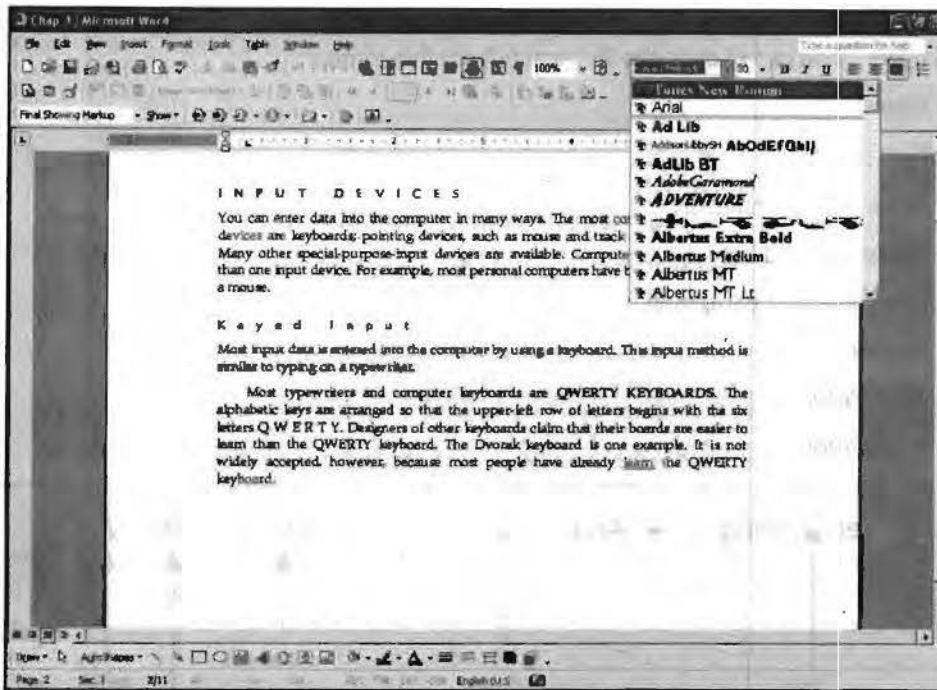 Chap 1 Microsoft Word
File Edit View Insert Format Tools Table Window Help Type a question for help
100% B I U
Final Showing Markup Show
Times New Roman
Arial
Ad Lib
AbOdEfGhIj
AdLib BT
AdobeGaramond
ADVENTURE
Albertus Extra Bold
Albertus Medium
Albertus MT
Albertus MT Lt
INPUT DEVICES
You can enter data into the computer in many ways. The most
devices are keyboards; pointing devices, such as mouse and track
Many other special-purpose-input devices are available.
than one input device. For example, most personal computers have
a mouse.
Keyed Input
Most input data is entered into the computer by using a keyboard. This input method is
similar to typing on a typewriter.
Most typewriters and computer keyboards are QWERTY KEYBOARDS. The
alphabetic keys are arranged so that the upper-left row of letters begins with the six
letters Q W E R T Y. Designers of other keyboards claim that their boards are easier to
learn than the QWERTY keyboard. The Dvorak keyboard is one example. It is not
widely accepted, however, because most people have already learn the QWERTY
keyboard.
Draw AutoShapes
Page 2 Sec 1 2/11 English (U.S